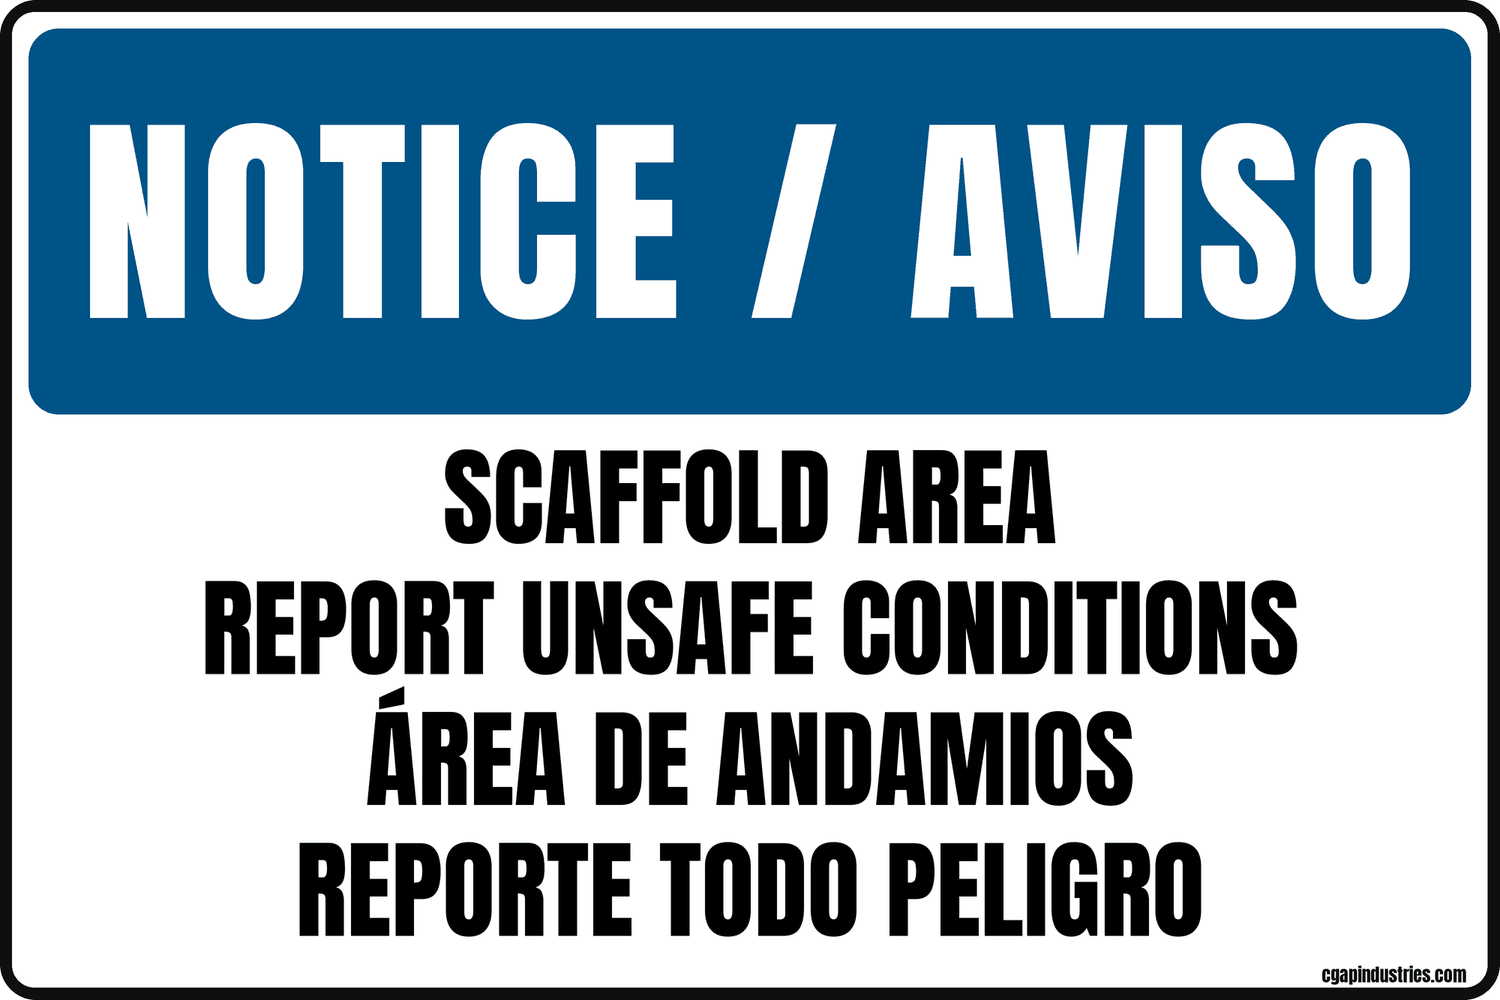 NOTICE / AVISO
SCAFFOLD AREA
REPORT UNSAFE CONDITIONS
ÁREA DE ANDAMIOS
REPORTE TODO PELIGRO
cgapindustries.com